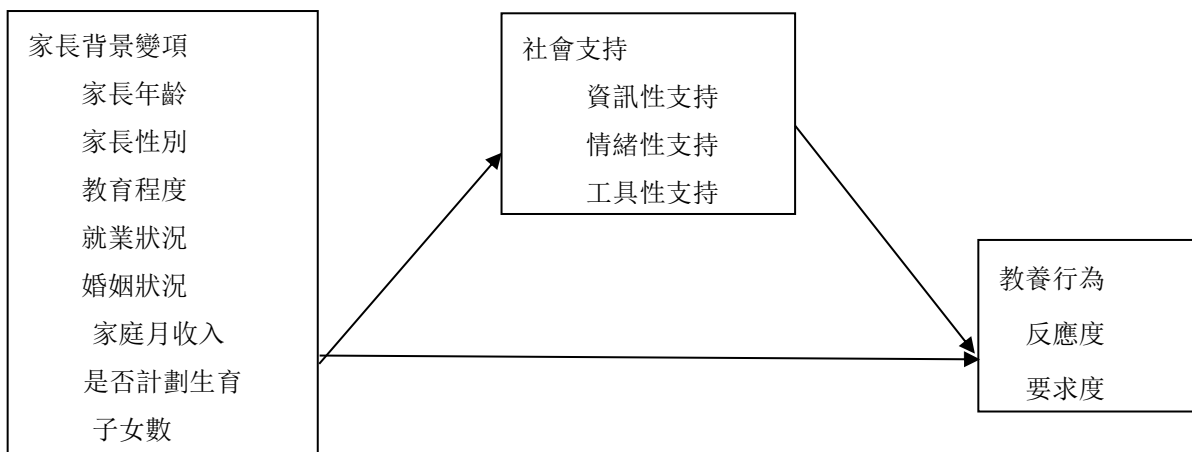 家長背景變項
家長年齡
家長性別
教育程度
就業狀況
婚姻狀況
家庭月收入
是否計劃生育
子女數
社會支持
資訊性支持
情緒性支持
工具性支持
教養行為
反應度
要求度